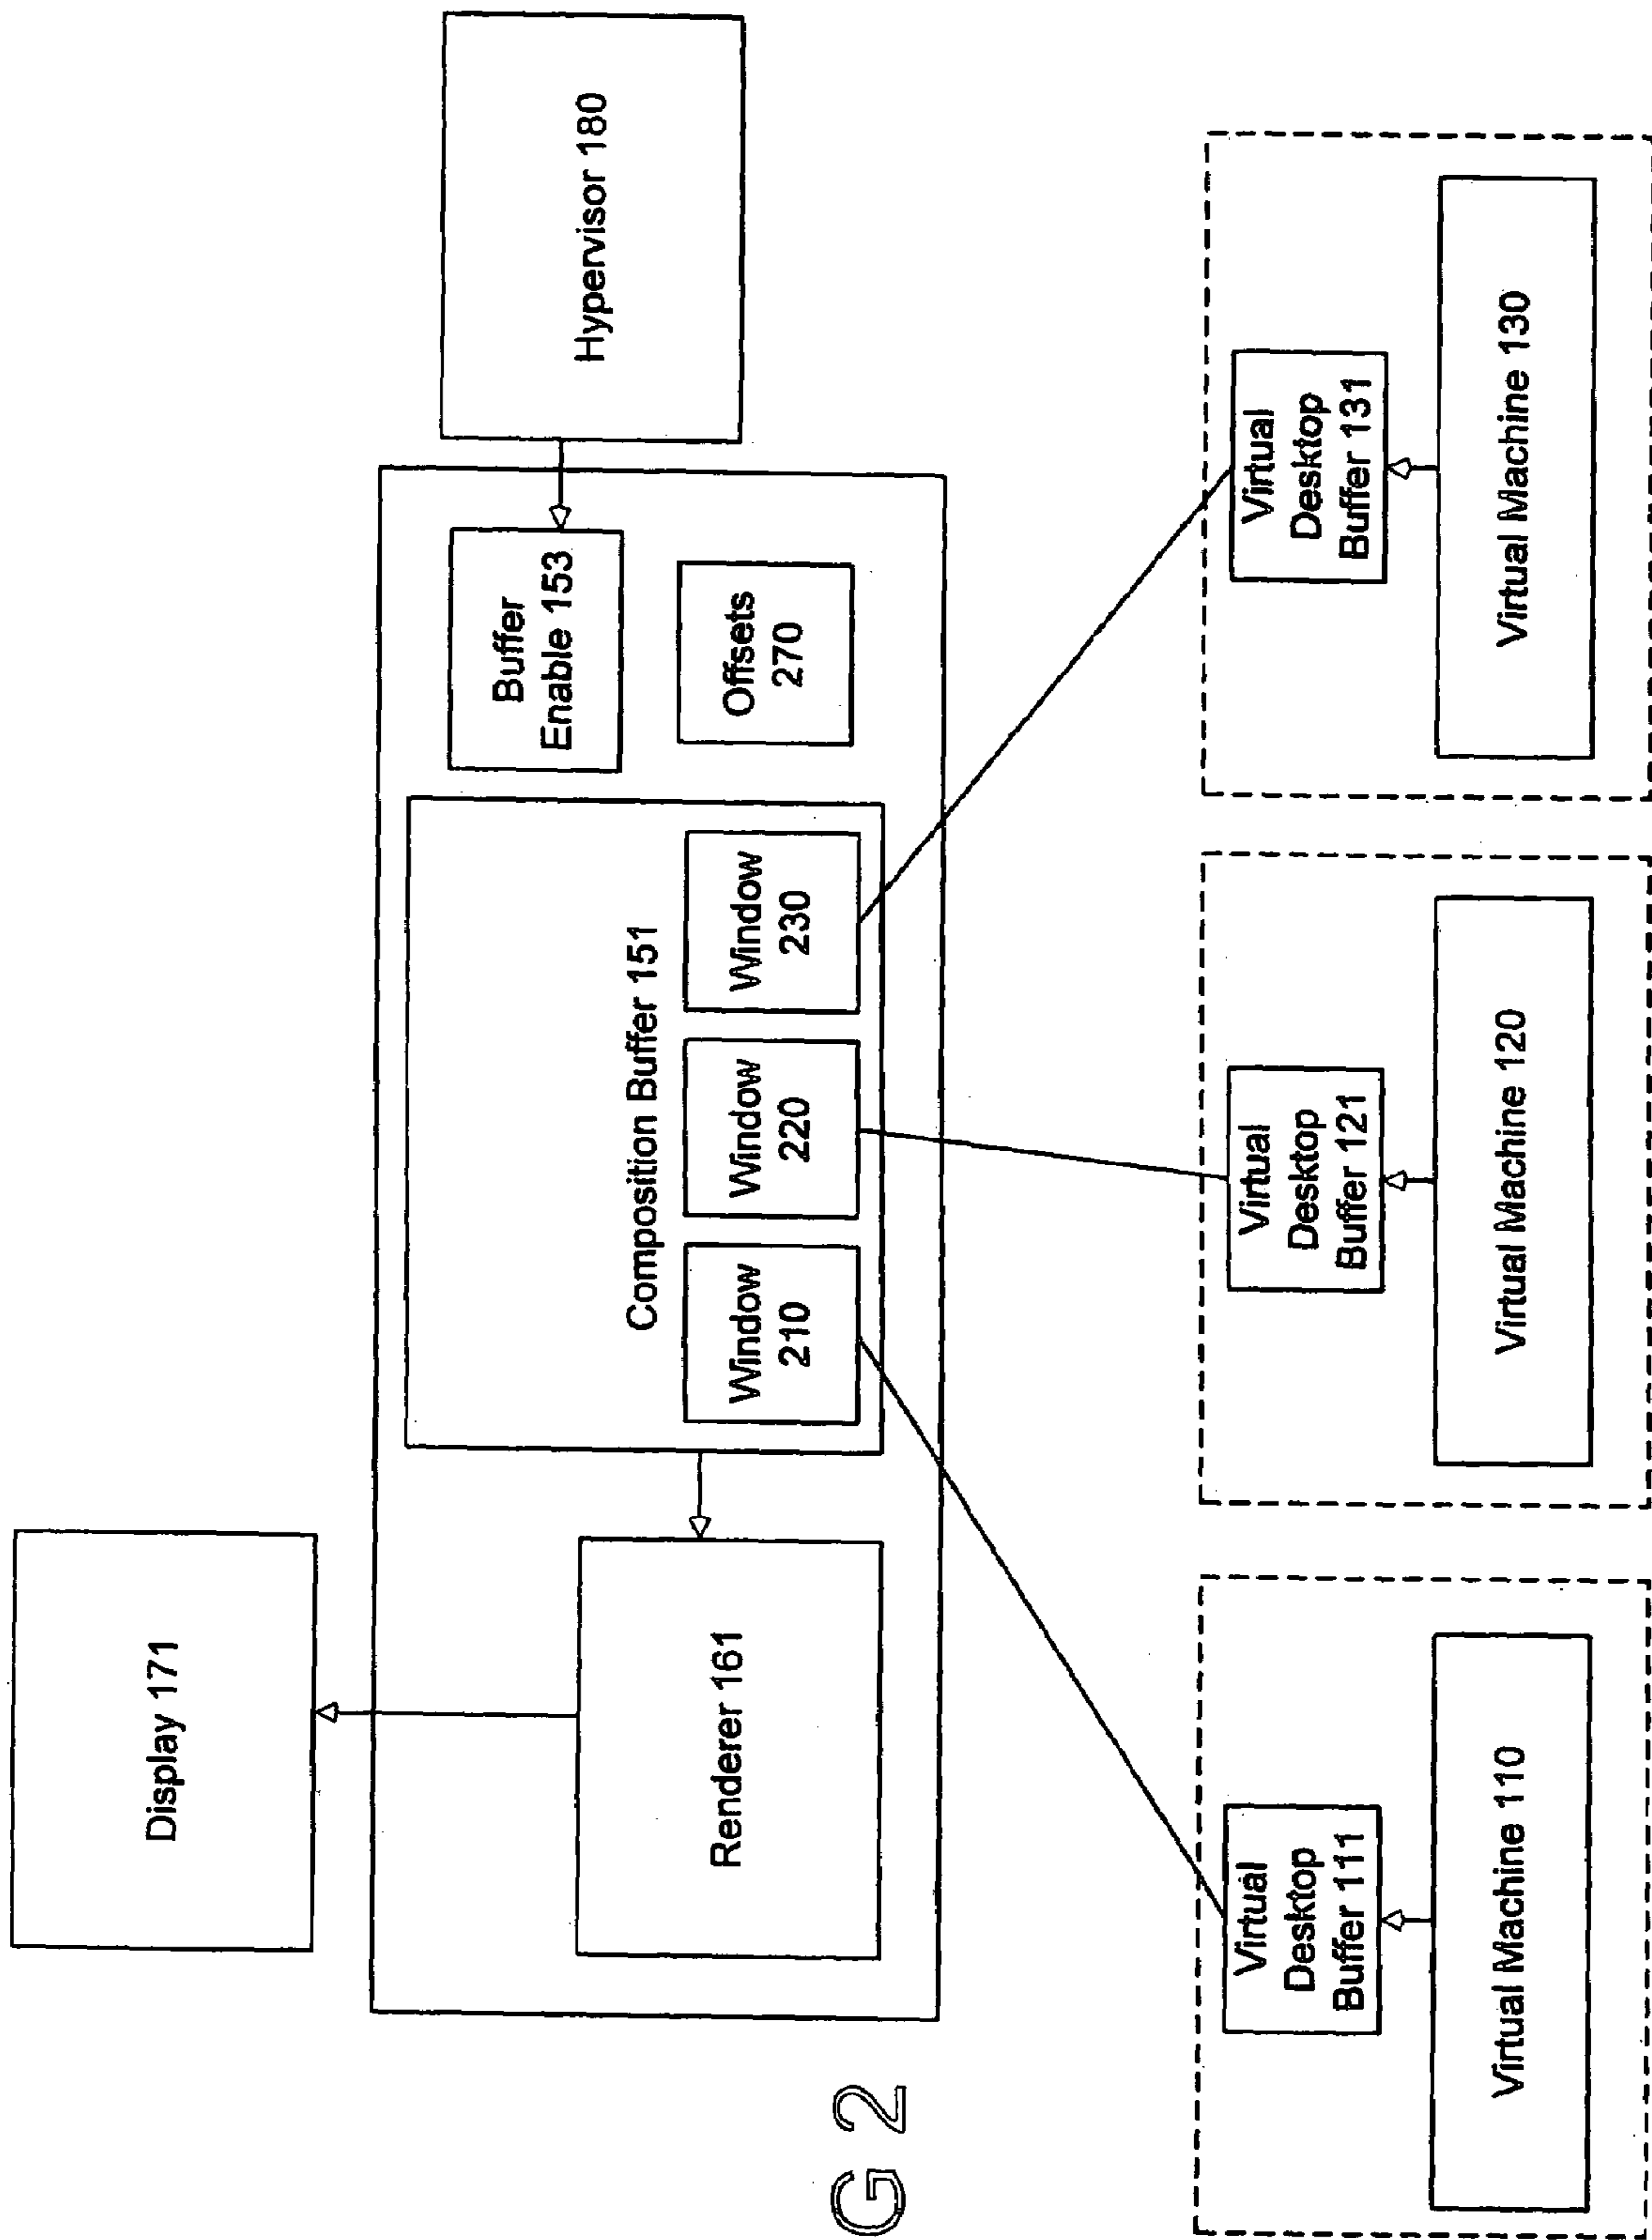 Display 171
Hypervisor 180
Buffer
Enable 153
Composition Buffer 151
Renderer 161
Window
210
Window
220
Window
230
Offsets
270
G 2
Virtual
Desktop
Buffer 111
Virtual
Desktop
Buffer 121
Virtual
Desktop
Buffer 131
Virtual Machine 110
Virtual Machine 120
Virtual Machine 130